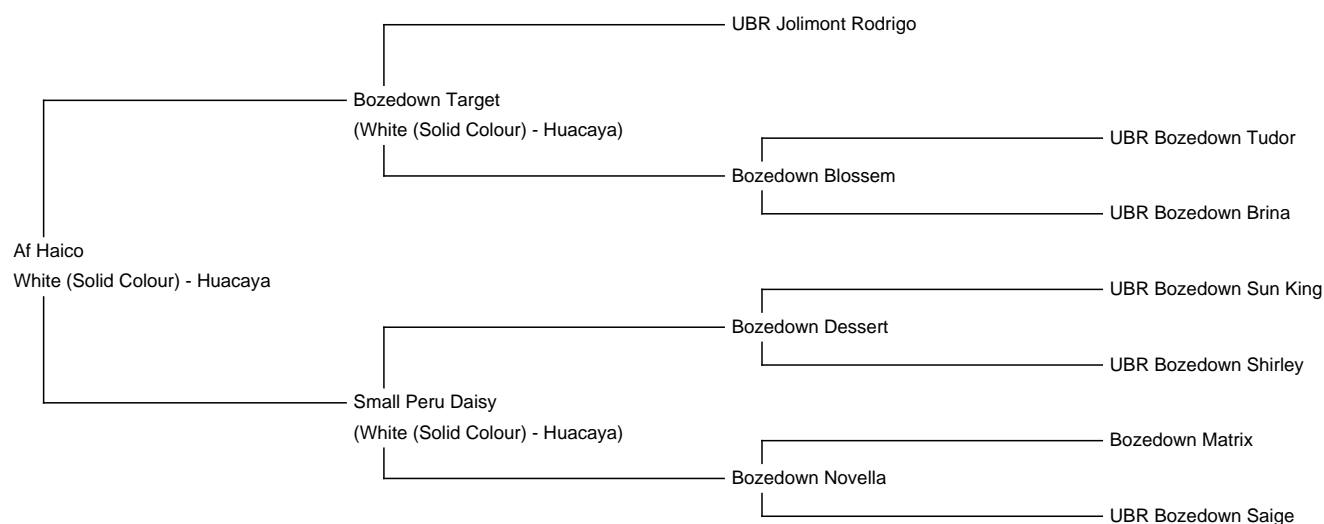 UBR Jolimont Rodrigo
Bozedown Target
(White (Solid Colour) - Huacaya)
UBR Bozedown Tudor
Bozedown Blossem
UBR Bozedown Brina
Af Haico
White (Solid Colour) - Huacaya
UBR Bozedown Sun King
Bozedown Dessert
UBR Bozedown Shirley
Small Peru Daisy
(White (Solid Colour) - Huacaya)
Bozedown Matrix
Bozedown Novella
UBR Bozedown Saige